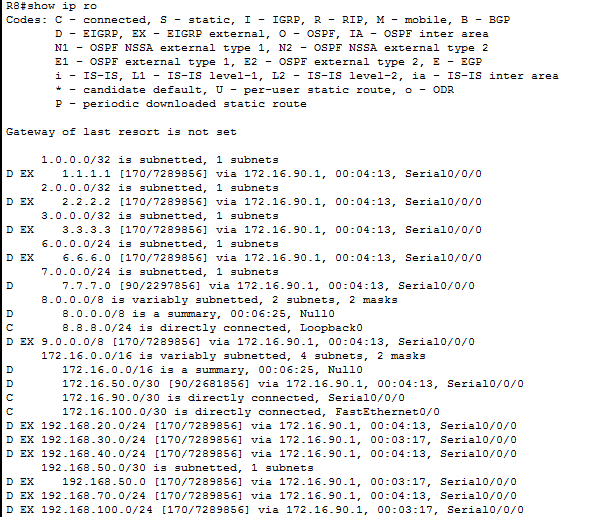 R8#show ip ro
Codes: C - connected, S - static, I - IGRP, R - RIP, M - mobile, B - BGP
       D - EIGRP, EX - EIGRP external, O - OSPF, IA - OSPF inter area
       N1 - OSPF NSSA external type 1, N2 - OSPF NSSA external type 2
       E1 - OSPF external type 1, E2 - OSPF external type 2, E - EGP
       i - IS-IS, L1 - IS-IS level-1, L2 - IS-IS level-2, ia - IS-IS inter area
       * - candidate default, U - per-user static route, o - ODR
       P - periodic downloaded static route
Gateway of last resort is not set
     1.0.0.0/32 is subnetted, 1 subnets
D EX    1.1.1.1 [170/7289856] via 172.16.90.1, 00:04:13, Serial0/0/0
     2.0.0.0/32 is subnetted, 1 subnets
D EX    2.2.2.2 [170/7289856] via 172.16.90.1, 00:04:13, Serial0/0/0
     3.0.0.0/32 is subnetted, 1 subnets
D EX    3.3.3.3 [170/7289856] via 172.16.90.1, 00:04:13, Serial0/0/0
     6.0.0.0/24 is subnetted, 1 subnets
D EX    6.6.6.0 [170/7289856] via 172.16.90.1, 00:04:13, Serial0/0/0
     7.0.0.0/24 is subnetted, 1 subnets
D       7.7.7.0 [90/2297856] via 172.16.90.1, 00:04:13, Serial0/0/0
     8.0.0.0/8 is variably subnetted, 2 subnets, 2 masks
D       8.0.0.0/8 is a summary, 00:06:25, Null0
C       8.8.8.0/24 is directly connected, Loopback0
D EX 9.0.0.0/8 [170/7289856] via 172.16.90.1, 00:04:13, Serial0/0/0
     172.16.0.0/16 is variably subnetted, 4 subnets, 2 masks
D       172.16.0.0/16 is a summary, 00:06:25, Null0
D       172.16.50.0/30 [90/2681856] via 172.16.90.1, 00:04:13, Serial0/0/0
C       172.16.90.0/30 is directly connected, Serial0/0/0
C       172.16.100.0/30 is directly connected, FastEthernet0/0
D EX 192.168.20.0/24 [170/7289856] via 172.16.90.1, 00:04:13, Serial0/0/0
D EX 192.168.30.0/24 [170/7289856] via 172.16.90.1, 00:03:17, Serial0/0/0
D EX 192.168.40.0/24 [170/7289856] via 172.16.90.1, 00:04:13, Serial0/0/0
     192.168.50.0/30 is subnetted, 1 subnets
D EX    192.168.50.0 [170/7289856] via 172.16.90.1, 00:03:17, Serial0/0/0
D EX 192.168.70.0/24 [170/7289856] via 172.16.90.1, 00:04:13, Serial0/0/0
D EX 192.168.100.0/24 [170/7289856] via 172.16.90.1, 00:03:17, Serial0/0/0